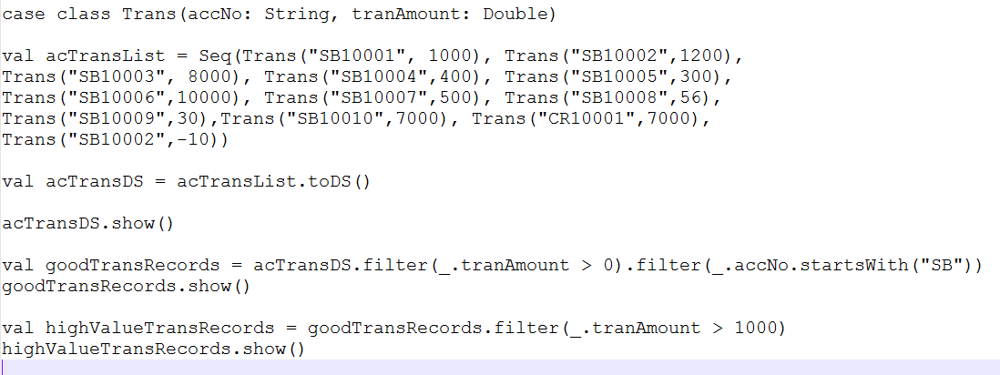 case class Trans(accNo: String, tranAmount: Double)
val acTransList = Seq(Trans("SB10001", 1000), Trans("SB10002",1200),
Trans("SB10003", 8000), Trans("SB10004",400), Trans("SB10005",300),
Trans("SB10006",10000), Trans("SB10007",500), Trans("SB10008",56),
Trans("SB10009",30),Trans("SB10010",7000), Trans("CR10001",7000),
Trans("SB10002",-10))
val acTransDS = acTransList.toDS()
acTransDS.show()
val goodTransRecords = acTransDS.filter(_.tranAmount > 0).filter(_.accNo.startsWith("SB"))
goodTransRecords.show()
val highValueTransRecords = goodTransRecords.filter(_.tranAmount > 1000)
highValueTransRecords.show()